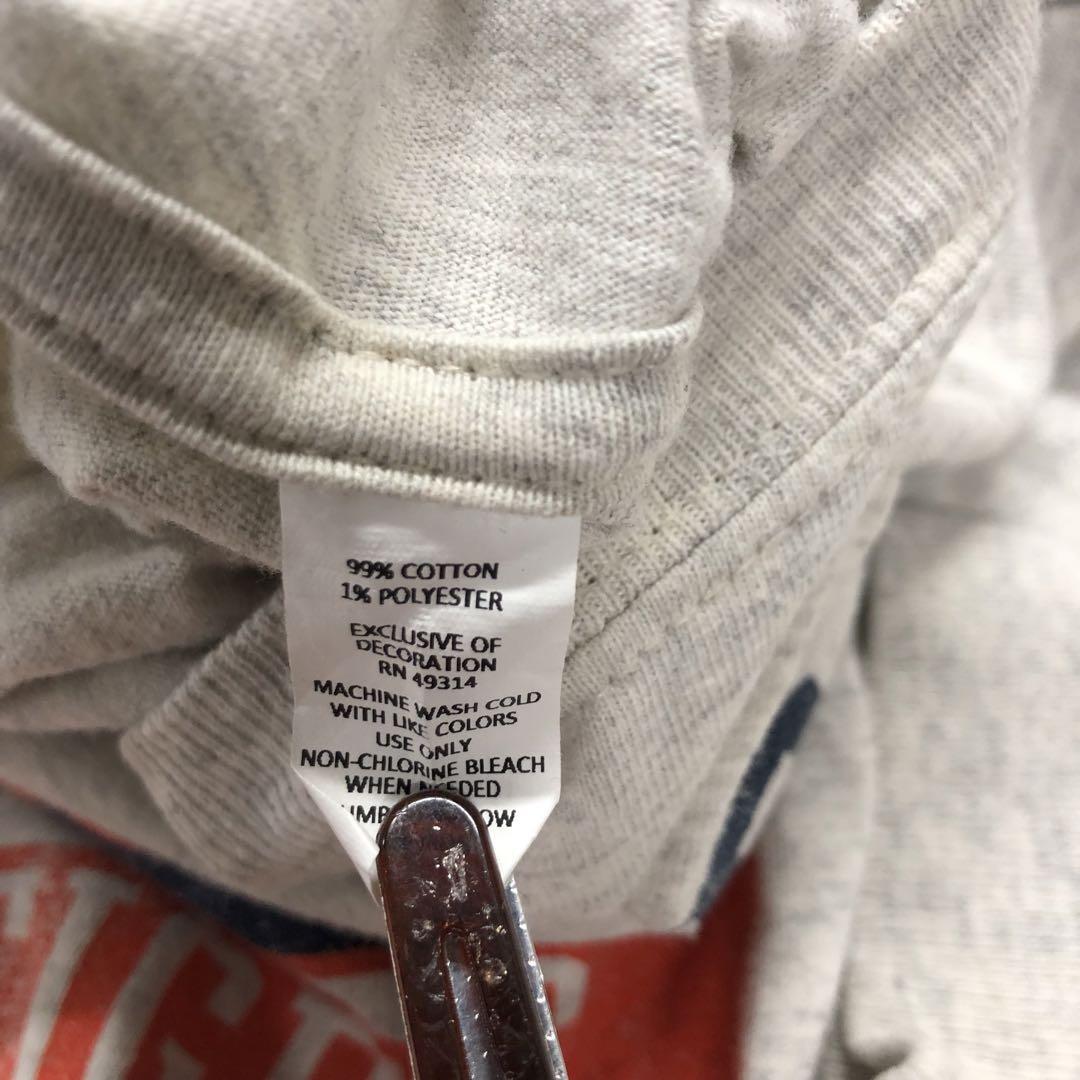 99% COTTON
1% POLYESTER
EXCLUSIVE OF
DECORATION
RN 49314
MACHINE WASH COLD
WITH LIKE COLORS
USE ONLY
NON-CHLORINE BLEACH
WHEN NEEDED